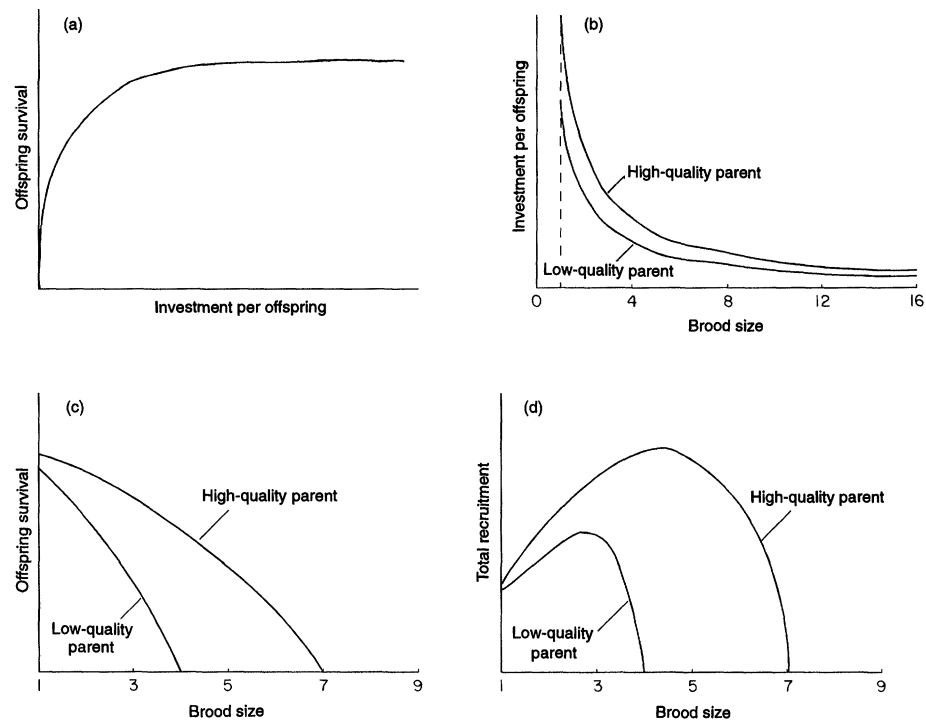 (a)
Offspring survival
Investment per offspring
(b)
Investment per offspring
High-quality parent
Low-quality parent
0 4 8 12 16
Brood size
(c)
Offspring survival
High-quality parent
Low-quality
parent
1 3 5 7 9
Brood size
(d)
Total recruitment
High-quality parent
Low-quality
parent
1 3 5 7 9
Brood size